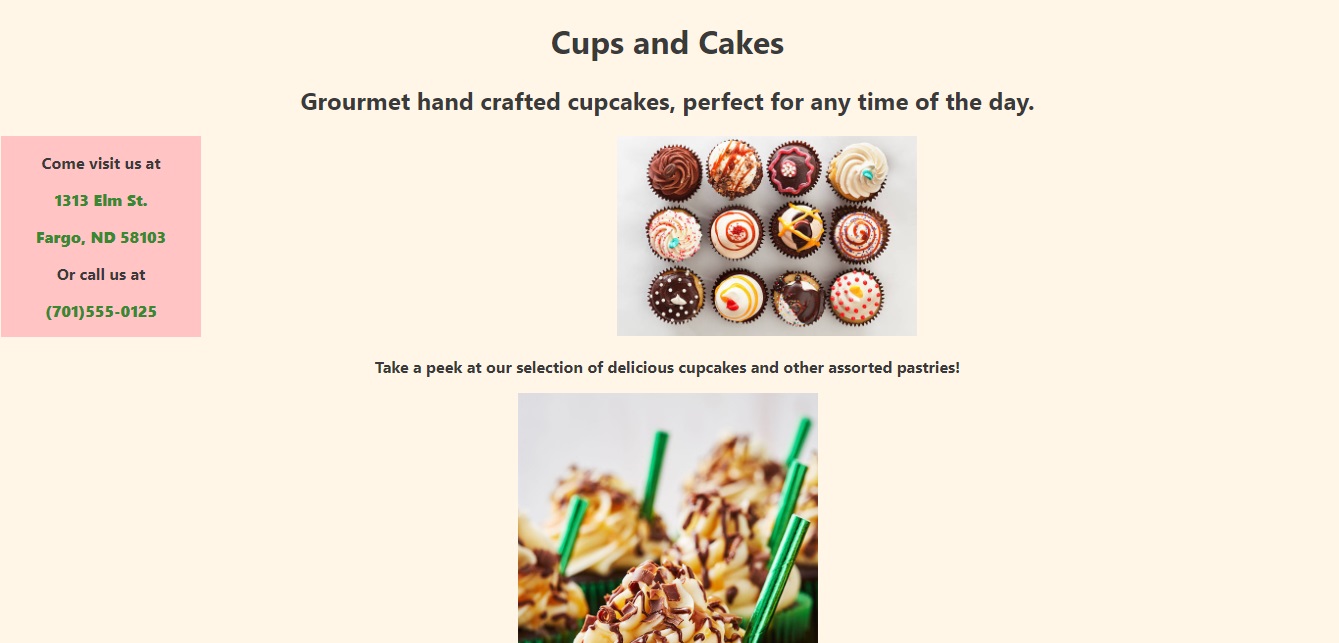 Cups and Cakes
Grourmet hand crafted cupcakes, perfect for any time of the day.
Come visit us at
1313 Elm St.
Fargo, ND 58103
Or call us at
(701)555-0125
Take a peek at our selection of delicious cupcakes and other assorted pastries!